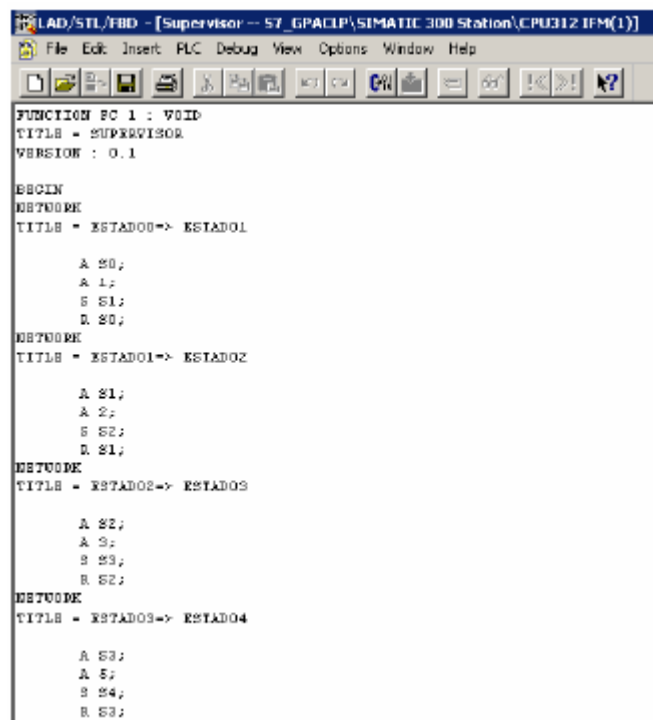 LAD/STL/FBD - [Supervisor -- S7_GPACLP\SIMATIC 300 Station\CPU312 IFM(1)]
File Edit Insert PLC Debug View Options Window Help
FUNCTION FC 1 : VOID
TITLE = SUPERVISOR
VERSION : 0.1
BEGIN
NETWORK
TITLE = ESTADO0=> ESTADO1
A S0;
A 1;
S S1;
R S0;
NETWORK
TITLE = ESTADO1=> ESTADO2
A S1;
A 2;
S S2;
R S1;
NETWORK
TITLE = ESTADO2=> ESTADO3
A S2;
A 3;
S S3;
R S2;
NETWORK
TITLE = ESTADO3=> ESTADO4
A S3;
A 5;
S S4;
R S3;